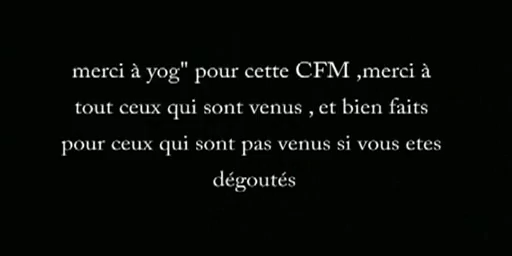 merci à yog" pour cette CFM ,merci à
tout ceux qui sont venus , et bien faits
pour ceux qui sont pas venus si vous etes
dégoutés